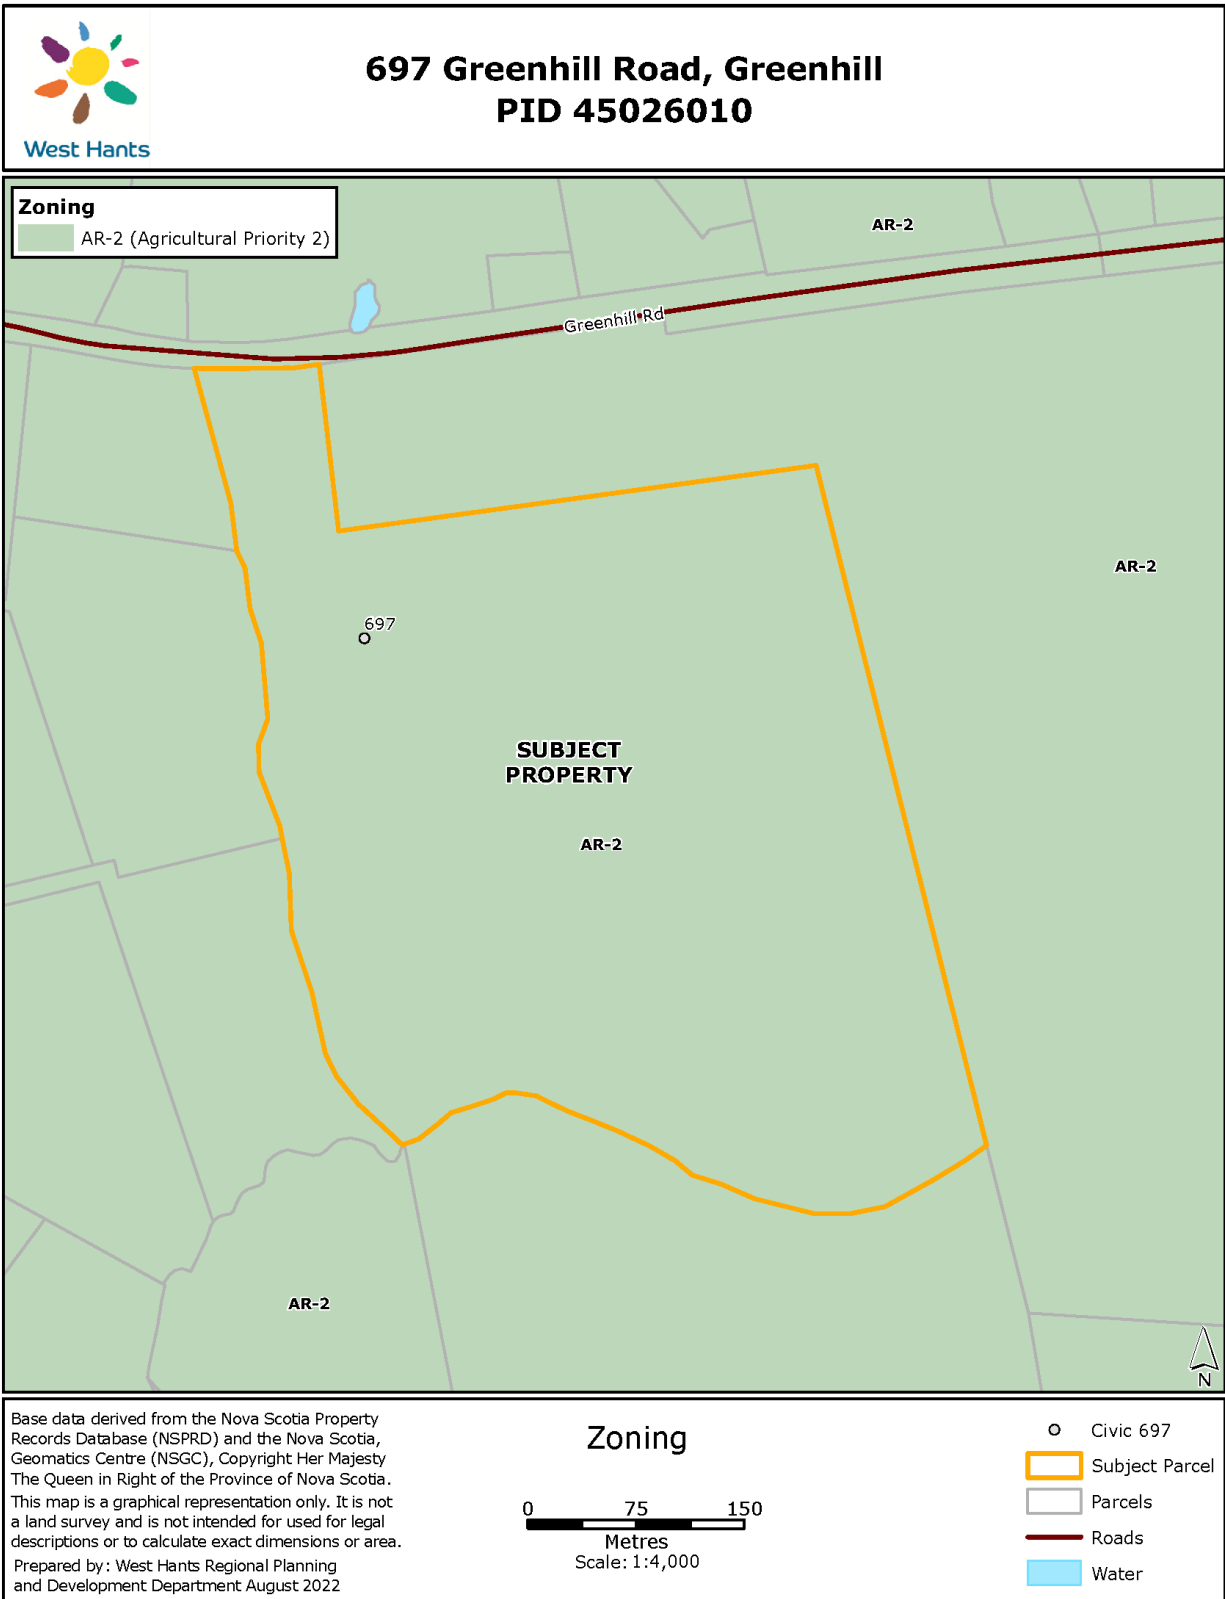 697 Greenhill Road, Greenhill
PID 45026010
West Hants
Zoning
AR-2 (Agricultural Priority 2)
AR-2
Greenhill Rd
AR-2
697
SUBJECT
PROPERTY
AR-2
AR-2
N
Base data derived from the Nova Scotia Property
Records Database (NSPRD) and the Nova Scotia,
Geomatics Centre (NSGC), Copyright Her Majesty
The Queen in Right of the Province of Nova Scotia.
This map is a graphical representation only. It is not
a land survey and is not intended for used for legal
descriptions or to calculate exact dimensions or area.
Prepared by: West Hants Regional Planning
and Development Department August 2022
Zoning
0 75 150
Metres
Scale: 1:4,000
Civic 697
Subject Parcel
Parcels
Roads
Water